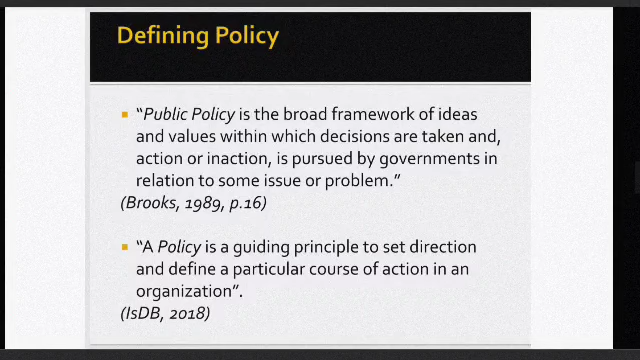 Defining Policy
“Public Policy is the broad framework of ideas
and values within which decisions are taken and,
action or inaction, is pursued by governments in
relation to some issue or problem.”
(Brooks, 1989, p.16)
“A Policy is a guiding principle to set direction
and define a particular course of action in an
organization”.
(IsDB, 2018)